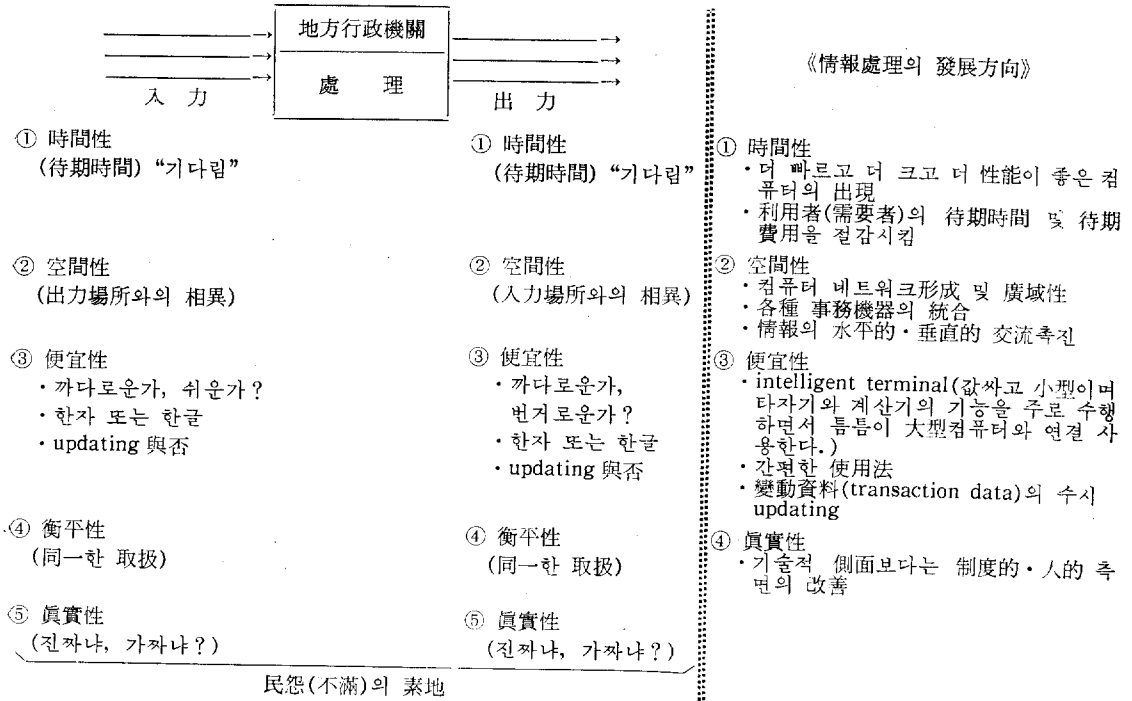 地方行政機關
處 理
入 力
出 力
① 時間性
(待期時間) “기다림”
② 空間性
(出力場所와의 相異)
③ 便宜性
· 까다로운가, 쉬운가?
· 한자 또는 한글
· updating 與否
④ 衡平性
(同一한 取扱)
⑤ 眞實性
(진짜냐, 가짜냐?)
① 時間性
(待期時間) “기다림”
② 空間性
(入力場所와의 相異)
③ 便宜性
· 까다로운가,
번거로운가?
· 한자 또는 한글
· updating 與否
④ 衡平性
(同一한 取扱)
⑤ 眞實性
(진짜냐, 가짜냐?)
民怨(不滿)의 素地
《情報處理의 發展方向》
① 時間性
· 더 빠르고 더 크고 더 性能이 좋은 컴
퓨터의 出現
· 利用者(需要者)의 待期時間 및 待期
費用을 절감시킴
② 空間性
· 컴퓨터 네트워크形成 및 廣域性
· 各種 事務機器의 統合
· 情報의 水平的·垂直的 交流촉진
③ 便宜性
· intelligent terminal(값싸고 小型이며
타자기와 계산기의 기능을 주로 수행
하면서 틈틈이 大型컴퓨터와 연결 사
용한다.)
· 간편한 使用法
· 變動資料(transaction data)의 수시
updating
④ 眞實性
· 기술적 側面보다는 制度的·人的 측
면의 改善